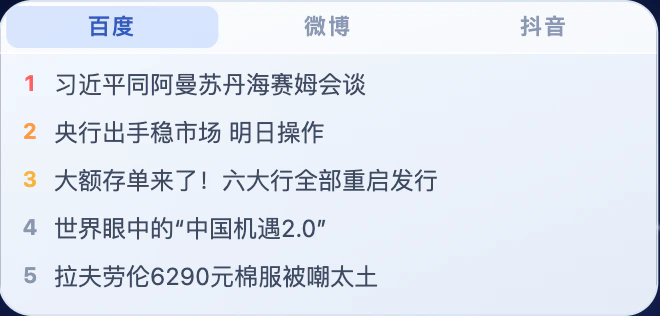 百度 微博 抖音
1 习近平同阿曼苏丹海赛姆会谈
2 央行出手稳市场 明日操作
3 大额存单来了！六大行全部重启发行
4 世界眼中的“中国机遇2.0”
5 拉夫劳伦6290元棉服被嘲太土